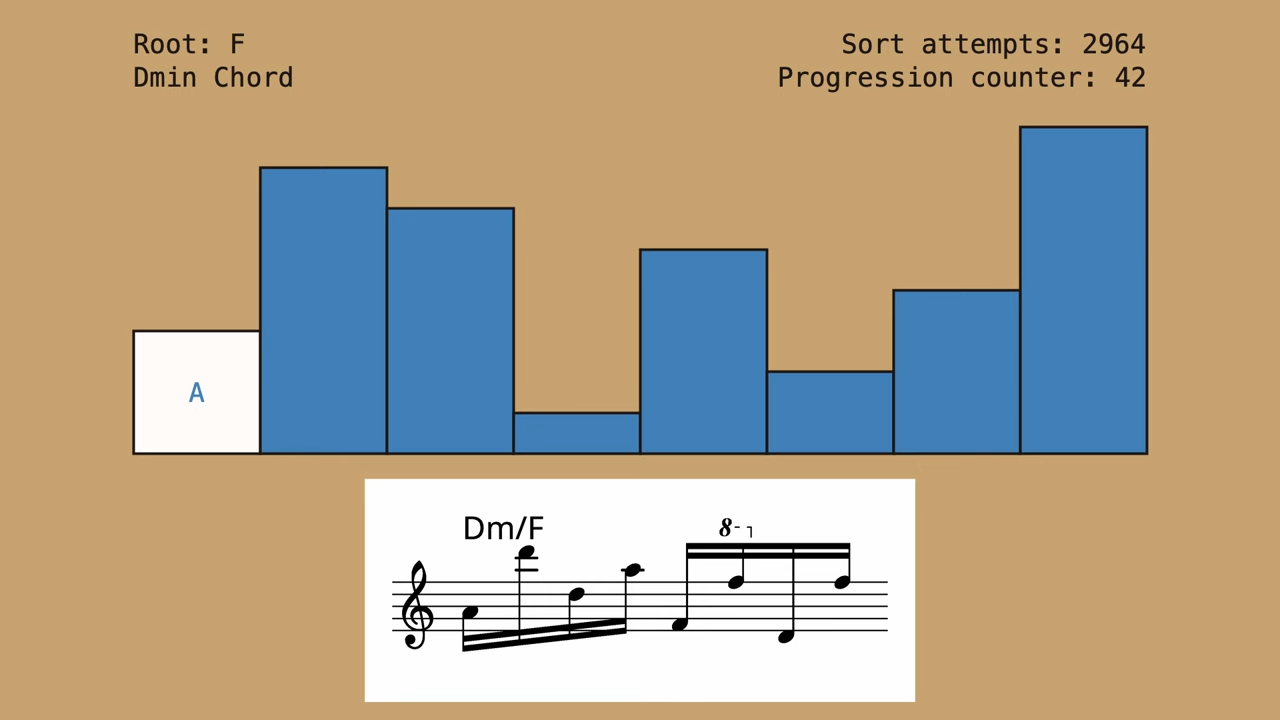 Root: F
Dmin Chord
Sort attempts: 2964
Progression counter: 42
A
Dm/F
8